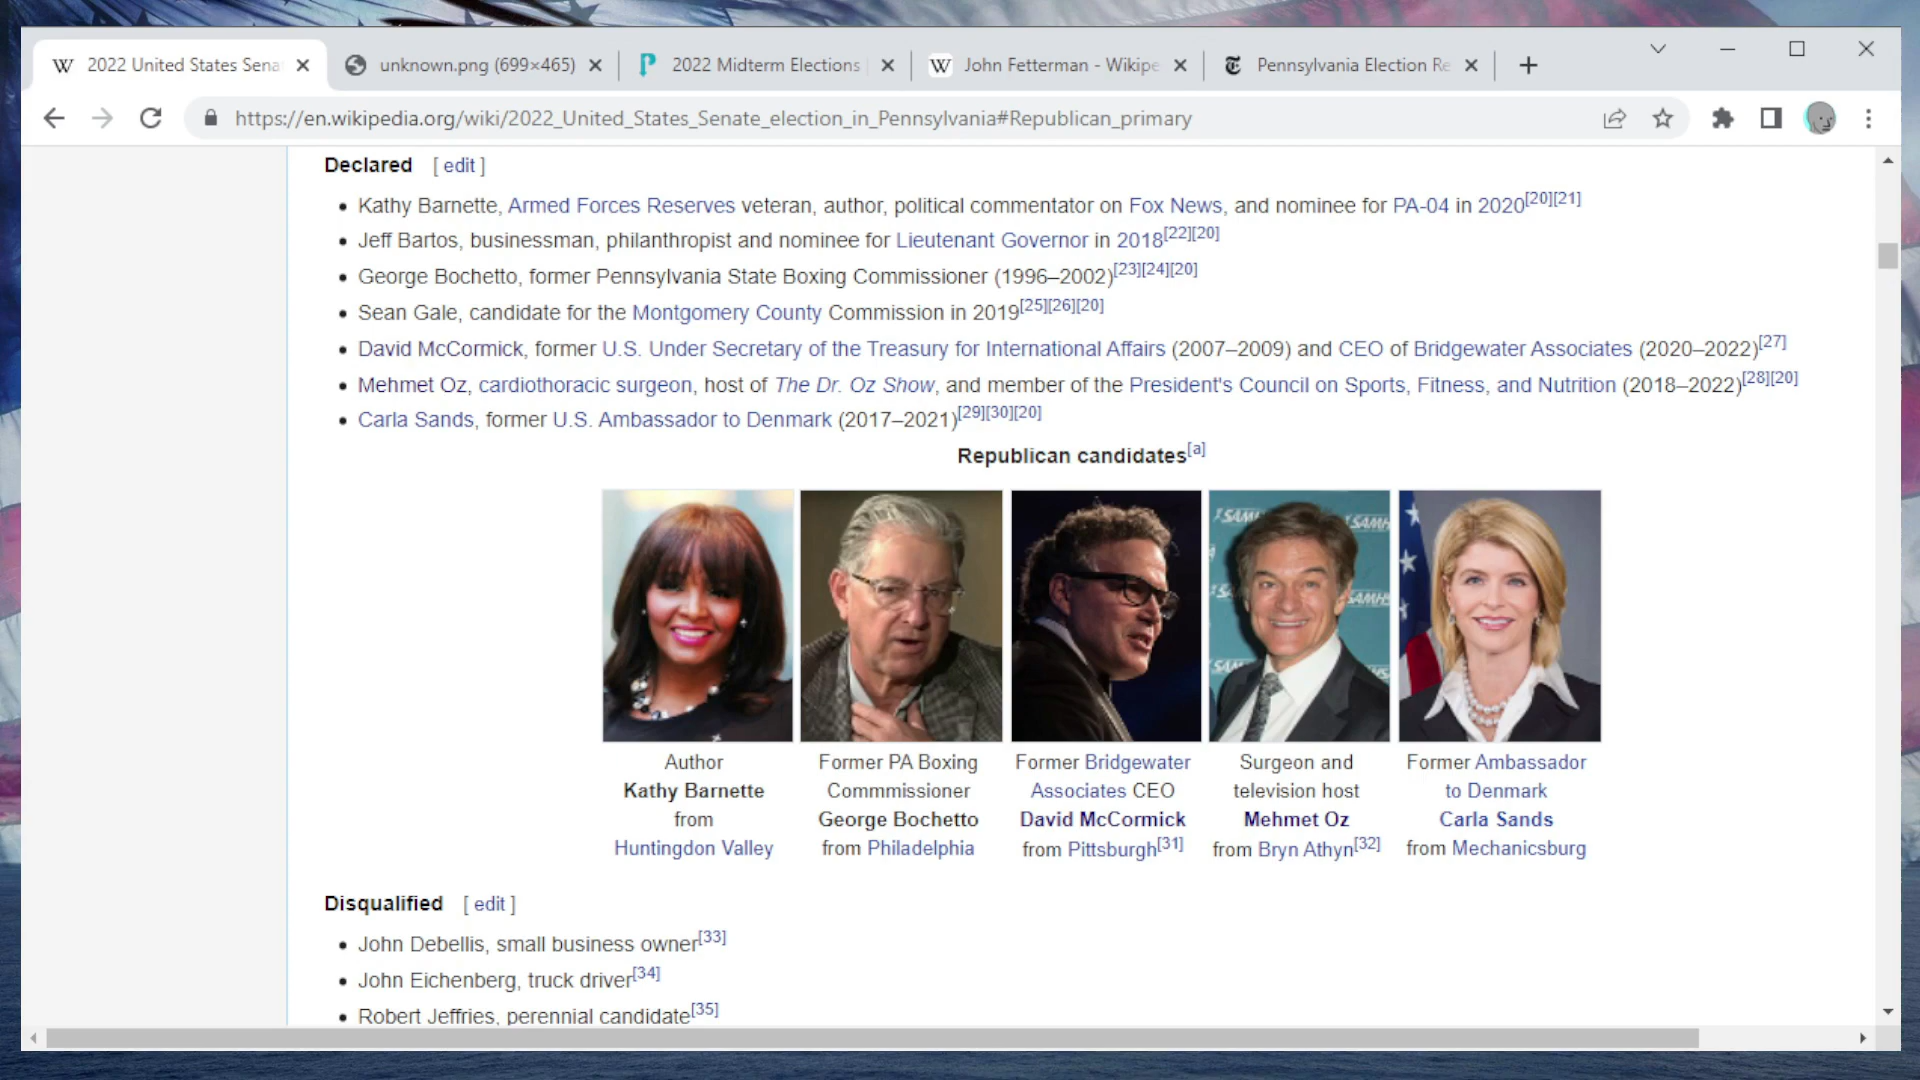 2022 United States Sena
unknown.png (699×465)
2022 Midterm Elections
John Fetterman - Wikipe
Pennsylvania Election Re
https://en.wikipedia.org/wiki/2022_United_States_Senate_election_in_Pennsylvania#Republican_primary
Declared [ edit ]
• Kathy Barnette, Armed Forces Reserves veteran, author, political commentator on Fox News, and nominee for PA-04 in 2020[20][21]
• Jeff Bartos, businessman, philanthropist and nominee for Lieutenant Governor in 2018[22][20]
• George Bochetto, former Pennsylvania State Boxing Commissioner (1996–2002)[23][24][20]
• Sean Gale, candidate for the Montgomery County Commission in 2019[25][26][20]
• David McCormick, former U.S. Under Secretary of the Treasury for International Affairs (2007–2009) and CEO of Bridgewater Associates (2020–2022)[27]
• Mehmet Oz, cardiothoracic surgeon, host of The Dr. Oz Show, and member of the President's Council on Sports, Fitness, and Nutrition (2018–2022)[28][20]
• Carla Sands, former U.S. Ambassador to Denmark (2017–2021)[29][30][20]
Republican candidates[a]
SAMH
Author
Kathy Barnette
from
Huntingdon Valley
Former PA Boxing
Commmissioner
George Bochetto
from Philadelphia
Former Bridgewater
Associates CEO
David McCormick
from Pittsburgh[31]
Surgeon and
television host
Mehmet Oz
from Bryn Athyn[32]
Former Ambassador
to Denmark
Carla Sands
from Mechanicsburg
Disqualified [ edit ]
• John Debellis, small business owner[33]
• John Eichenberg, truck driver[34]
• Robert Jeffries, perennial candidate[35]